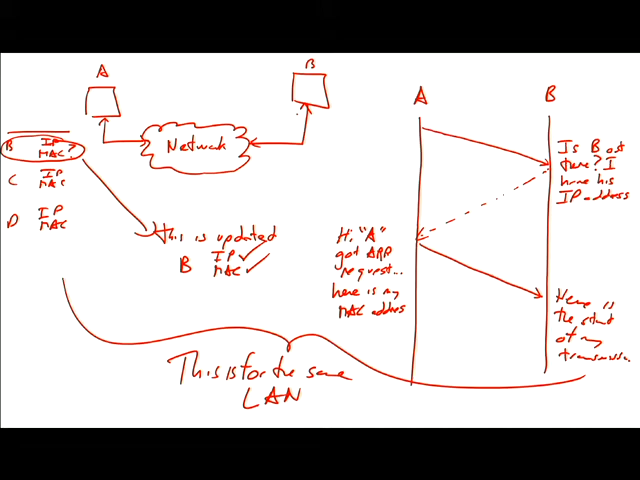 A
B
Network
B IP
MAC?
C IP
MAC
D IP
MAC
This is updated
B IP
MAC
A
B
Is B out
there? I
have his
IP address
Hi "A"
got ARP
request...
here is my
MAC address
Here is
the start
of my
transmission.
This is for the same
LAN